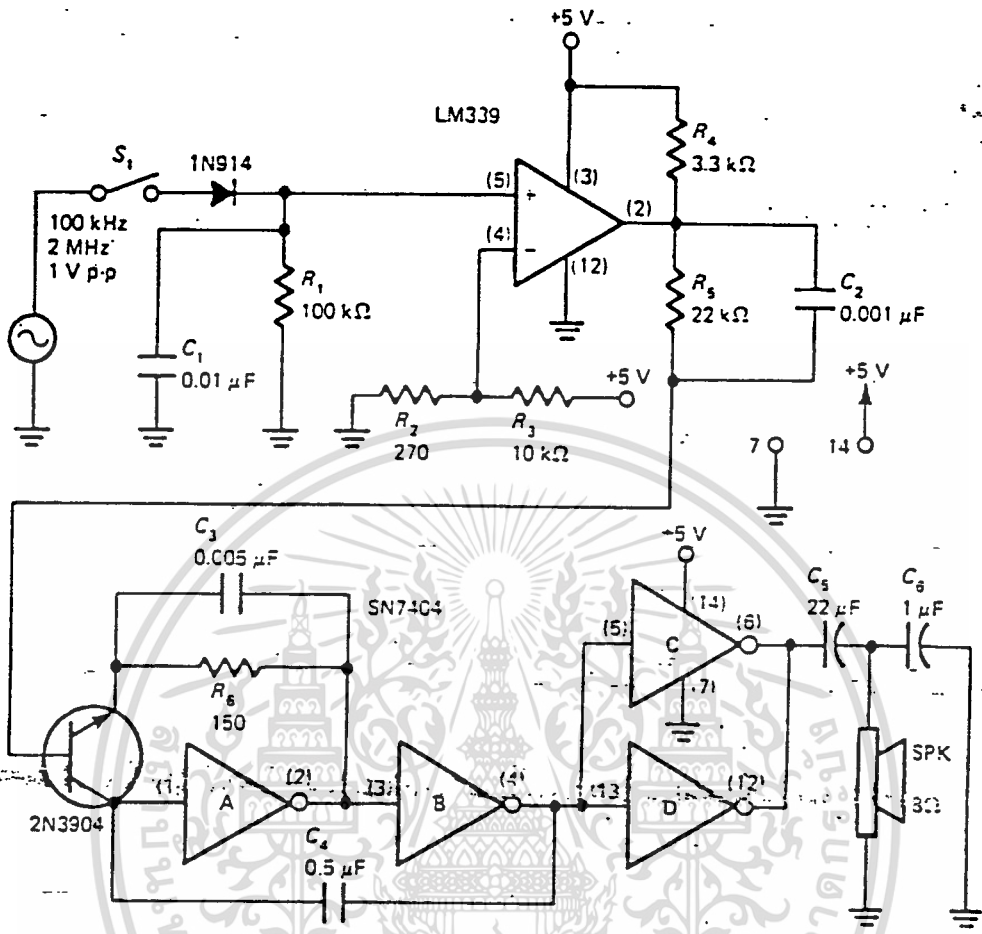 +5 V
LM339
R4
3.3 kΩ
S1
1N914
(5)
+
(3)
(2)
100 kHz
2 MHz
1 V p-p
(4)
−
(12)
R1
100 kΩ
R5
22 kΩ
C2
0.001 µF
C1
0.01 µF
+5 V
+5 V
R2
270
R3
10 kΩ
7
14
C3
0.005 µF
SN7404
+5 V
(14)
C5
22 µF
C6
1 µF
R6
150
(5)
C
(6)
(7)
SPK
8Ω
(1)
A
(2)
(3)
B
(4)
(13)
D
(12)
2N3904
C4
0.5 µF